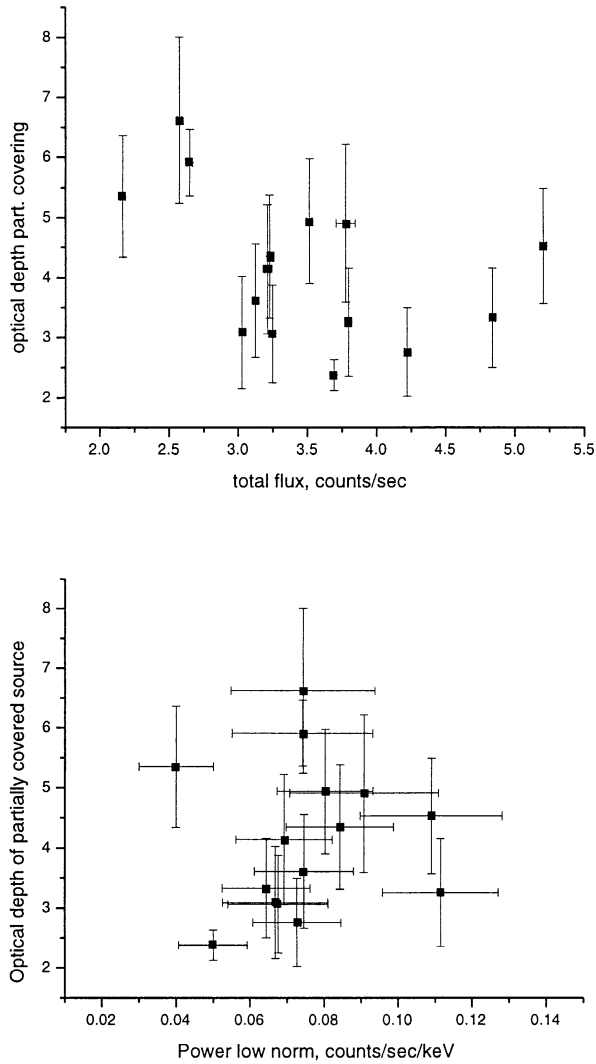 8
7
6
5
4
3
2
optical depth part. covering
2.0 2.5 3.0 3.5 4.0 4.5 5.0 5.5
total flux, counts/sec
8
7
6
5
4
3
2
Optical depth of partially covered source
0.02 0.04 0.06 0.08 0.10 0.12 0.14
Power low norm, counts/sec/keV